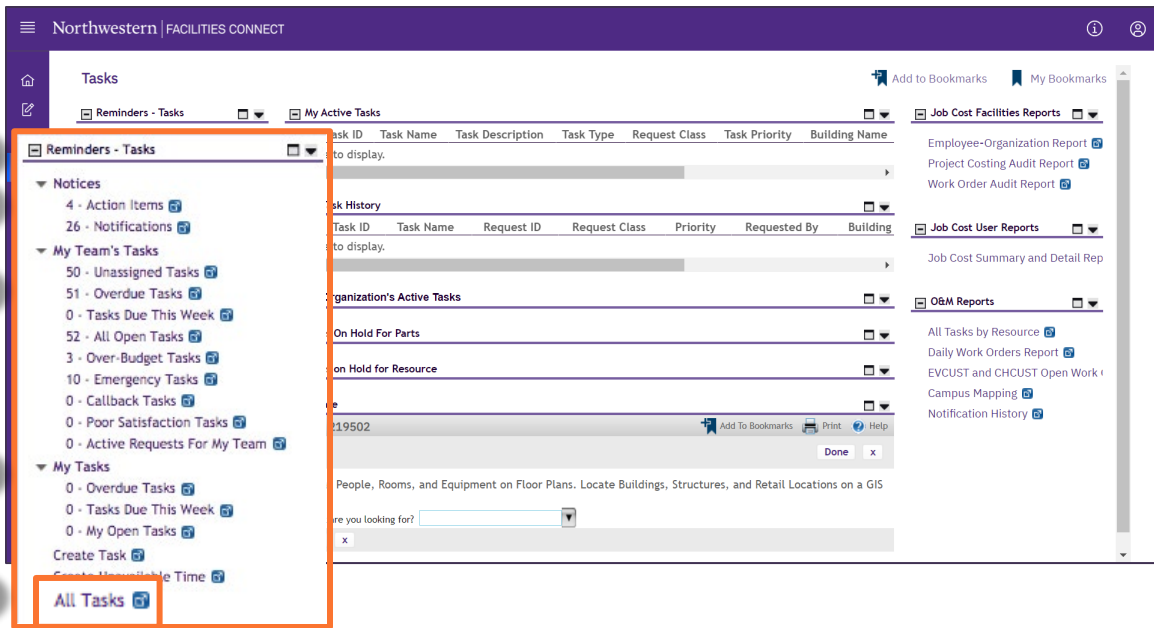 Northwestern | FACILITIES CONNECT
Tasks
Add to Bookmarks
My Bookmarks
Reminders - Tasks
My Active Tasks
Task ID Task Name Task Description Task Type Request Class Task Priority Building Name
to display.
Reminders - Tasks
Notices
4 - Action Items
26 - Notifications
My Team's Tasks
50 - Unassigned Tasks
51 - Overdue Tasks
0 - Tasks Due This Week
52 - All Open Tasks
3 - Over-Budget Tasks
10 - Emergency Tasks
0 - Callback Tasks
0 - Poor Satisfaction Tasks
0 - Active Requests For My Team
My Tasks
0 - Overdue Tasks
0 - Tasks Due This Week
0 - My Open Tasks
Create Task
Create Unavailable Time
All Tasks
History
Task ID Task Name Request ID Request Class Priority Requested By Building
to display.
Organization's Active Tasks
On Hold For Parts
on Hold for Resource
219502
Add To Bookmarks Print Help
Done x
People, Rooms, and Equipment on Floor Plans. Locate Buildings, Structures, and Retail Locations on a GIS
are you looking for?
x
Job Cost Facilities Reports
Employee-Organization Report
Project Costing Audit Report
Work Order Audit Report
Job Cost User Reports
Job Cost Summary and Detail Rep
O&M Reports
All Tasks by Resource
Daily Work Orders Report
EVCUST and CHCUST Open Work
Campus Mapping
Notification History